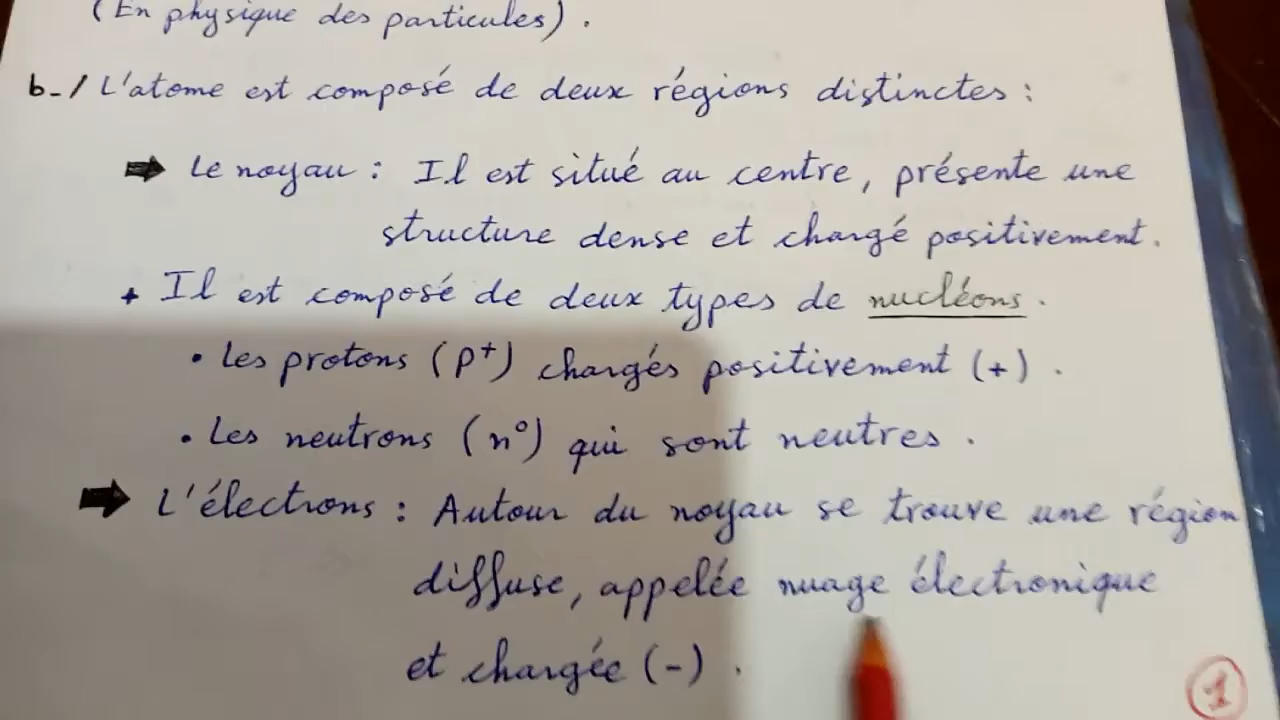 (En physique des particules).
b-/ L'atome est composé de deux régions distinctes :
➡ Le noyau : Il est situé au centre, présente une
structure dense et chargé positivement.
+ Il est composé de deux types de nucléons.
• Les protons (p⁺) chargés positivement (+).
• Les neutrons (n°) qui sont neutres.
➡ L'électrons : Autour du noyau se trouve une région
diffuse, appelée nuage électronique
et chargée (-).
1